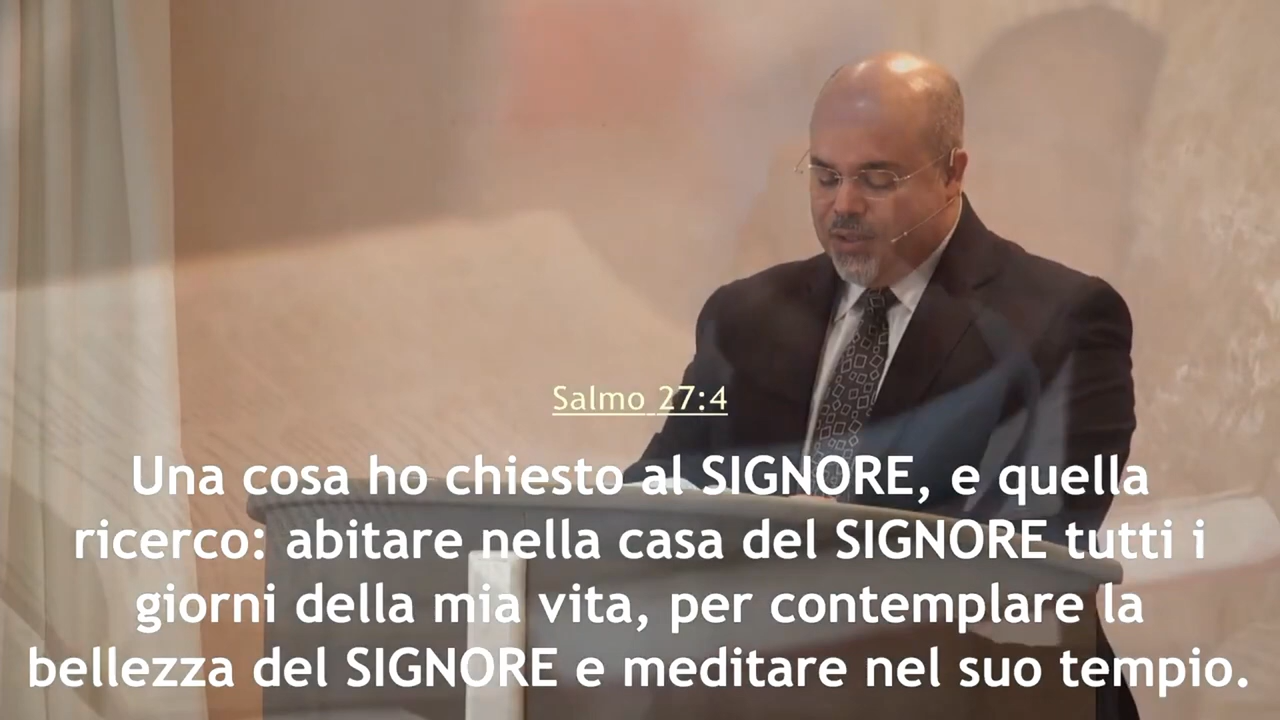 Salmo 27:4
Una cosa ho chiesto al SIGNORE, e quella
ricerco: abitare nella casa del SIGNORE tutti i
giorni della mia vita, per contemplare la
bellezza del SIGNORE e meditare nel suo tempio.